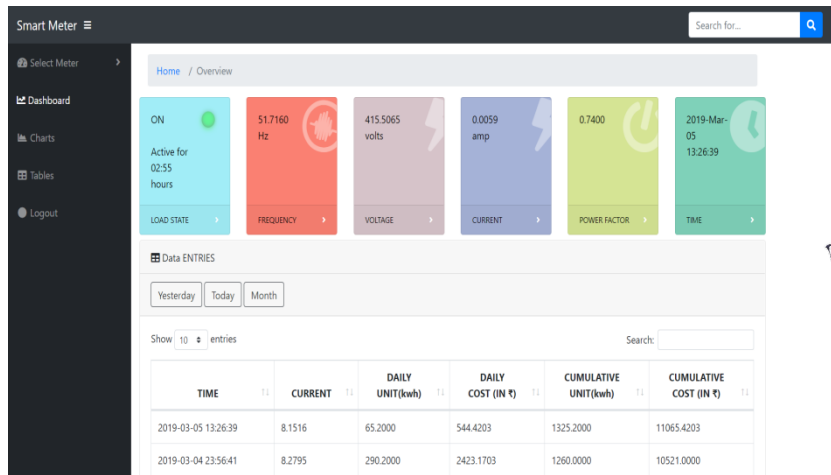 Smart Meter
Search for...
Select Meter
Dashboard
Charts
Tables
Logout
Home / Overview
ON
Active for
02:55
hours
LOAD STATE
51.7160
Hz
FREQUENCY
415.5065
volts
VOLTAGE
0.0059
amp
CURRENT
0.7400
POWER FACTOR
2019-Mar-
05
13:26:39
TIME
Data ENTRIES
Yesterday Today Month
Show 10 entries Search:
TIME CURRENT DAILY UNIT(kwh) DAILY COST (IN ₹) CUMULATIVE UNIT(kwh) CUMULATIVE COST (IN ₹)
2019-03-05 13:26:39 8.1516 65.2000 544.4203 1325.2000 11065.4203
2019-03-04 23:56:41 8.2795 290.2000 2423.1703 1260.0000 10521.0000